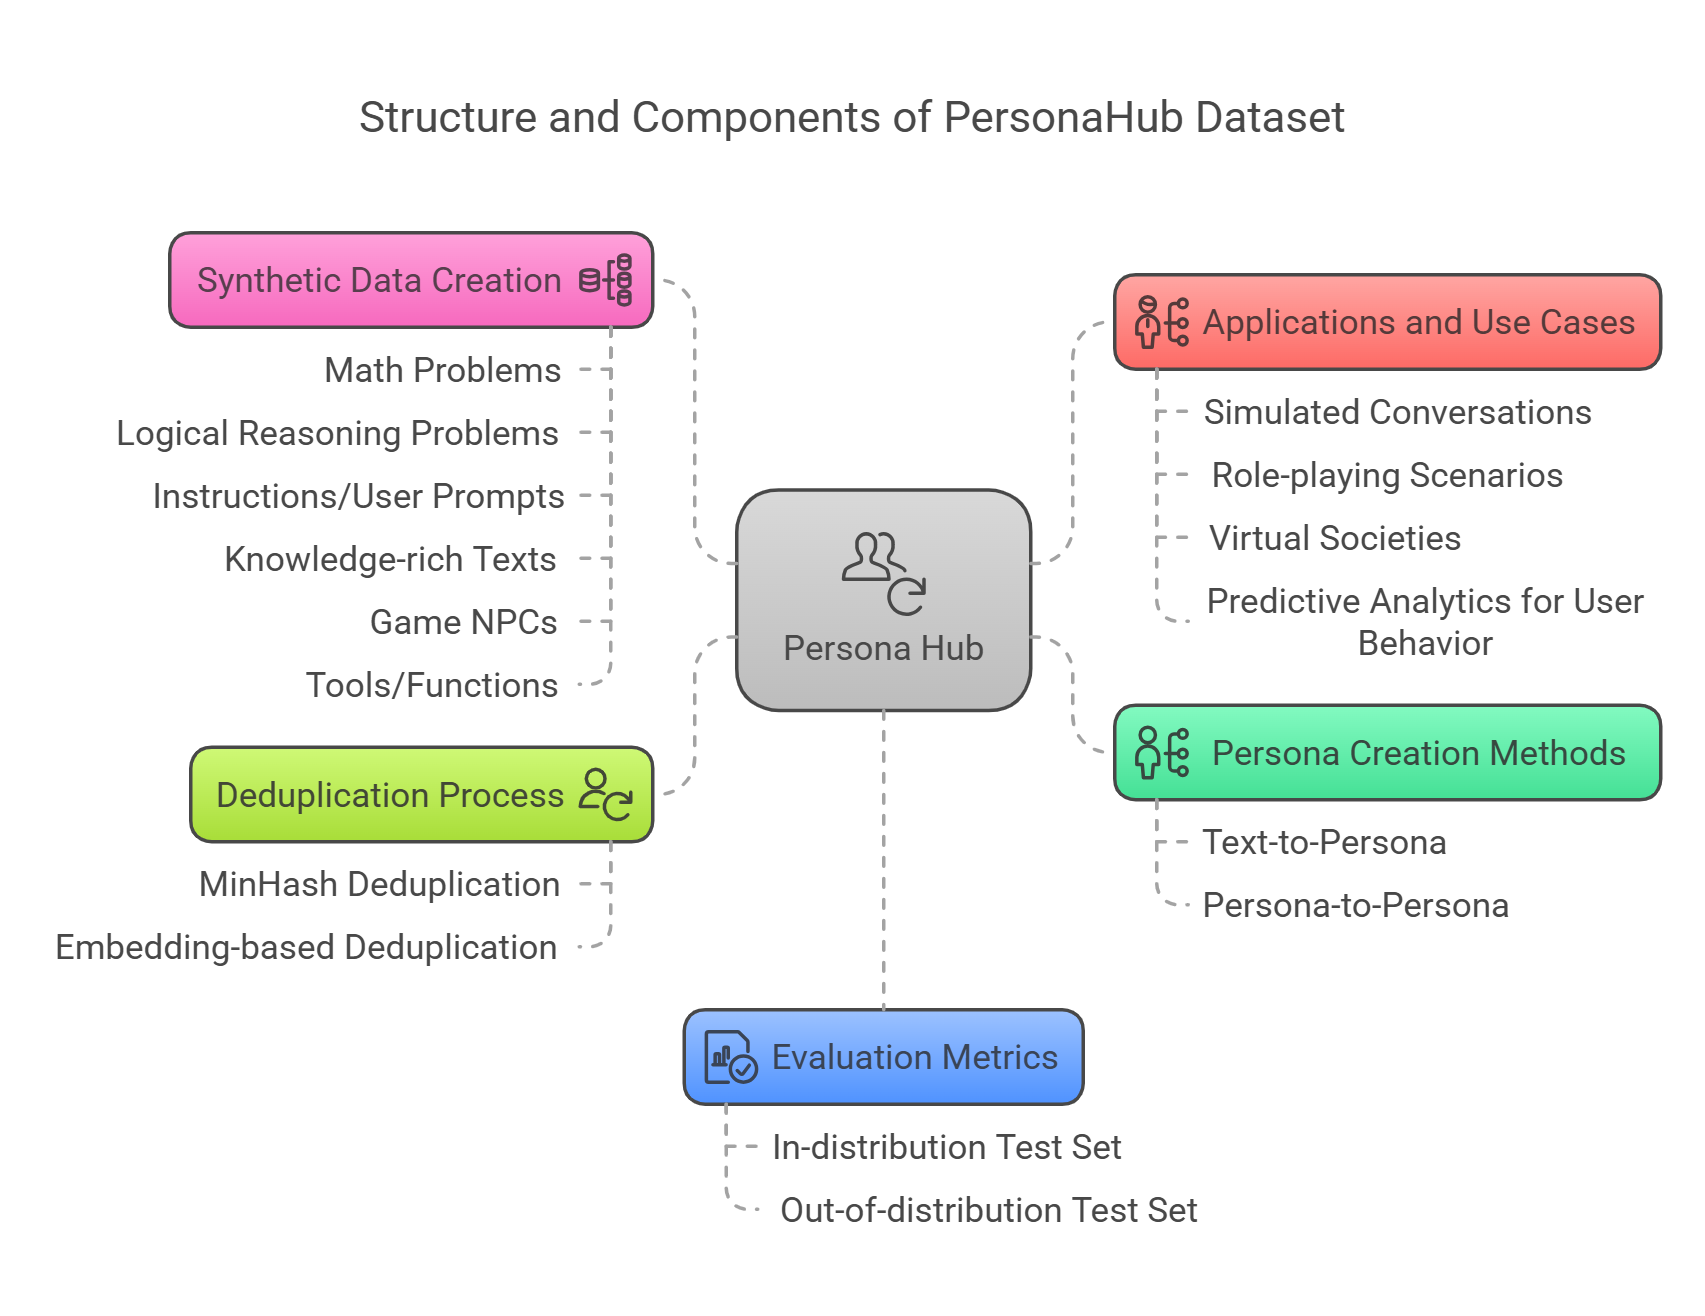 Structure and Components of PersonaHub Dataset
Synthetic Data Creation
Math Problems
Logical Reasoning Problems
Instructions/User Prompts
Knowledge-rich Texts
Game NPCs
Tools/Functions
Deduplication Process
MinHash Deduplication
Embedding-based Deduplication
Persona Hub
Applications and Use Cases
Simulated Conversations
Role-playing Scenarios
Virtual Societies
Predictive Analytics for User
Behavior
Persona Creation Methods
Text-to-Persona
Persona-to-Persona
Evaluation Metrics
In-distribution Test Set
Out-of-distribution Test Set